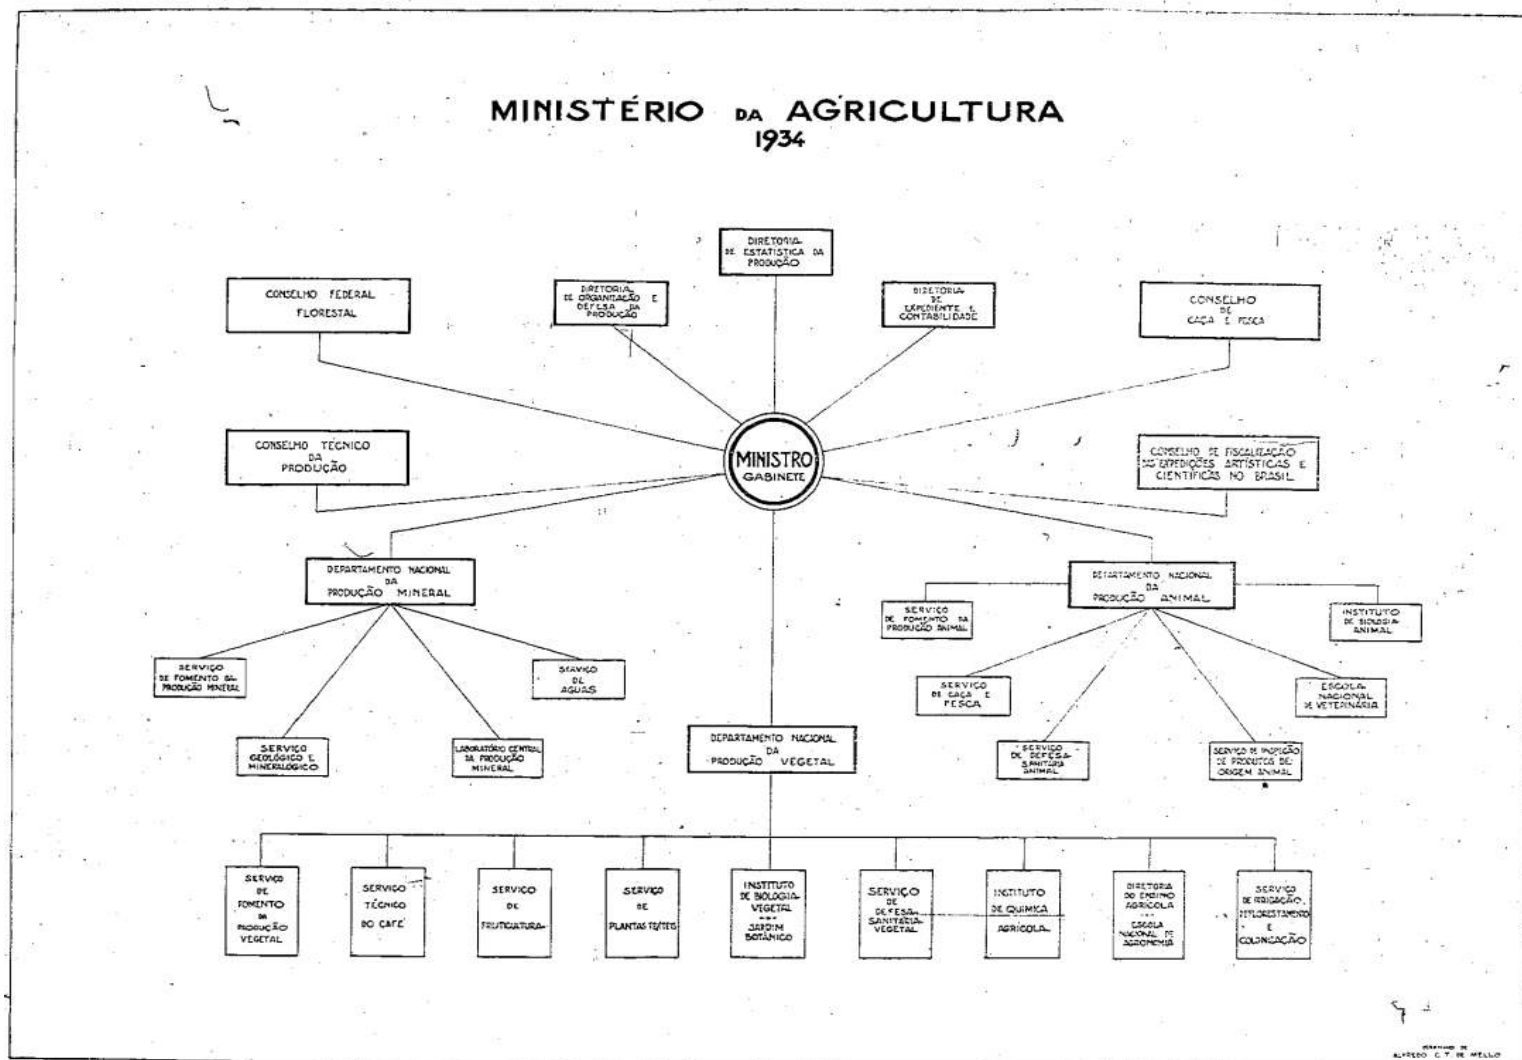 MINISTÉRIO DA AGRICULTURA
1934
DIRETORIA
DE ESTATISTICA DA
PRODUÇÃO
CONSELHO FEDERAL
FLORESTAL
DIRETORIA
DE ORGANIZAÇÃO E
DEFESA DA
PRODUÇÃO
DIRETORIA
DE
EXPEDIENTE E
CONTABILIDADE
CONSELHO
DE
CAÇA E PESCA
CONSELHO TÉCNICO
DA
PRODUÇÃO
MINISTRO
GABINETE
CONSELHO DE FISCALIZAÇÃO
DAS EXPEDIÇÕES ARTÍSTICAS E
CIENTÍFICAS NO BRASIL
DEPARTAMENTO NACIONAL
DA
PRODUÇÃO MINERAL
DEPARTAMENTO NACIONAL
DA
PRODUÇÃO ANIMAL
SERVIÇO
DE FOMENTO DA
PRODUÇÃO ANIMAL
INSTITUTO
DE BIOLOGIA
ANIMAL
SERVIÇO
DE FOMENTO DA
PRODUÇÃO MINERAL
SERVIÇO
DE
AGUAS
SERVIÇO
DE CAÇA E
PESCA
ESCOLA
NACIONAL
DE VETERINÁRIA
SERVIÇO
GEOLÓGICO E
MINERALÓGICO
LABORATÓRIO CENTRAL
DA PRODUÇÃO
MINERAL
DEPARTAMENTO NACIONAL
DA
PRODUÇÃO VEGETAL
SERVIÇO
DE DEFESA
SANITÁRIA
ANIMAL
SERVIÇO DE INSPEÇÃO
DE PRODUTOS DE
ORIGEM ANIMAL
SERVIÇO
DE
FOMENTO
DA
PRODUÇÃO
VEGETAL
SERVIÇO
TÉCNICO
DO CAFÉ
SERVIÇO
DE
FRUTICULTURA
SERVIÇO
DE
PLANTAS TEXTEIS
INSTITUTO
DE BIOLOGIA
VEGETAL
JARDIM
BOTÂNICO
SERVIÇO
DE
DEFESA
SANITÁRIA
VEGETAL
INSTITUTO
DE QUIMICA
AGRÍCOLA
DIRETORIA
DO ENSINO
AGRÍCOLA
ESCOLA
NACIONAL DE
AGRONOMIA
SERVIÇO
DE IRRIGAÇÃO,
REFLORESTAMENTO
E
COLONIZAÇÃO
ALFREDO C. T. DE MELLO